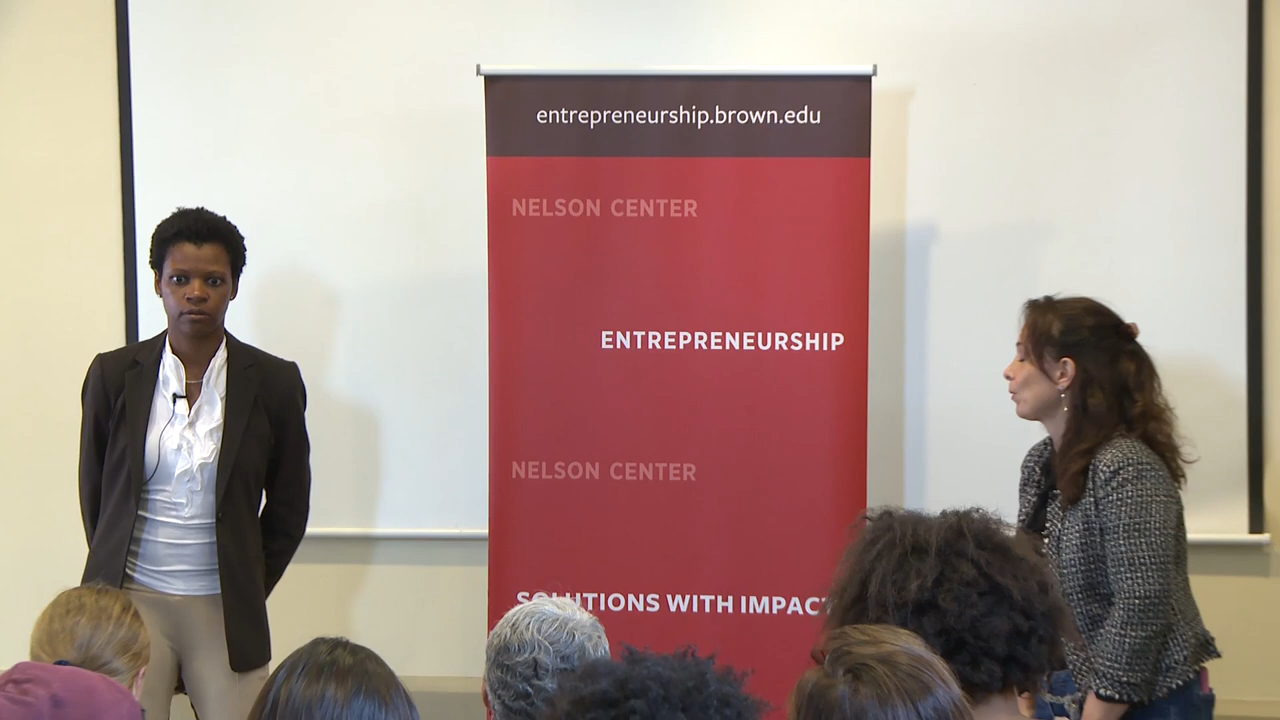 entrepreneurship.brown.edu
NELSON CENTER
ENTREPRENEURSHIP
NELSON CENTER
SOLUTIONS WITH IMPACT